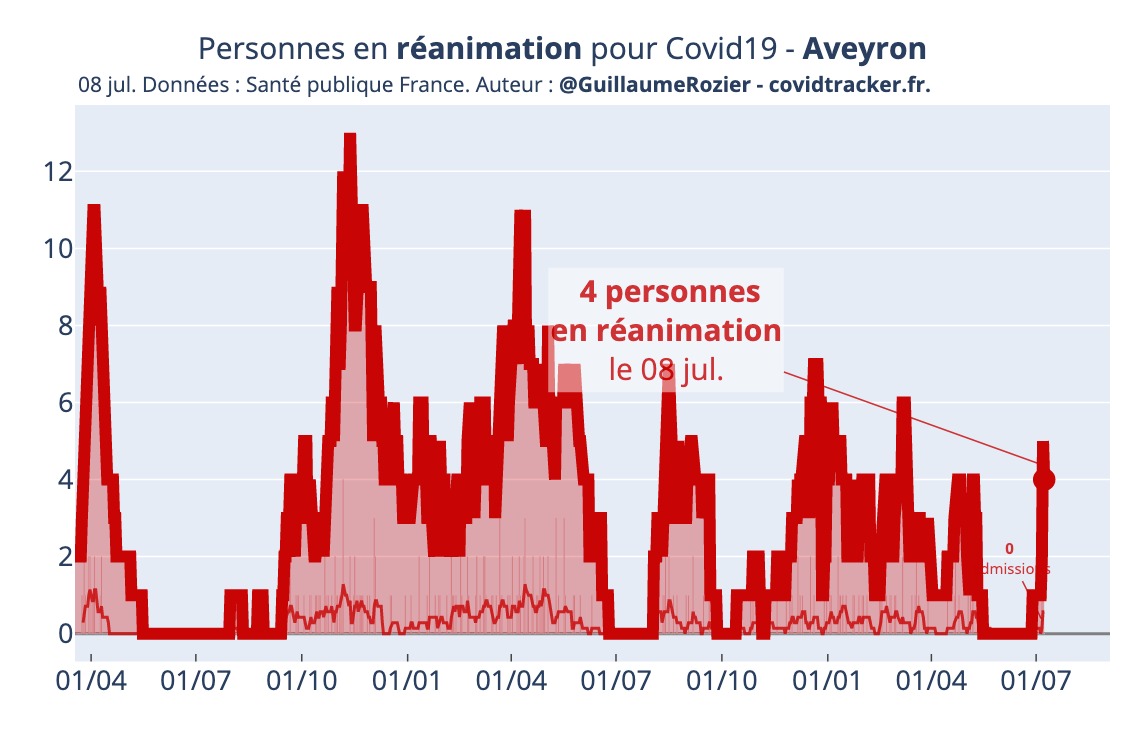 Personnes en réanimation pour Covid19 - Aveyron
08 jul. Données : Santé publique France. Auteur : @GuillaumeRozier - covidtracker.fr.
12
10
8
6
4
2
0
4 personnes
en réanimation
le 08 jul.
0
dmissions
01/04 01/07 01/10 01/01 01/04 01/07 01/10 01/01 01/04 01/07